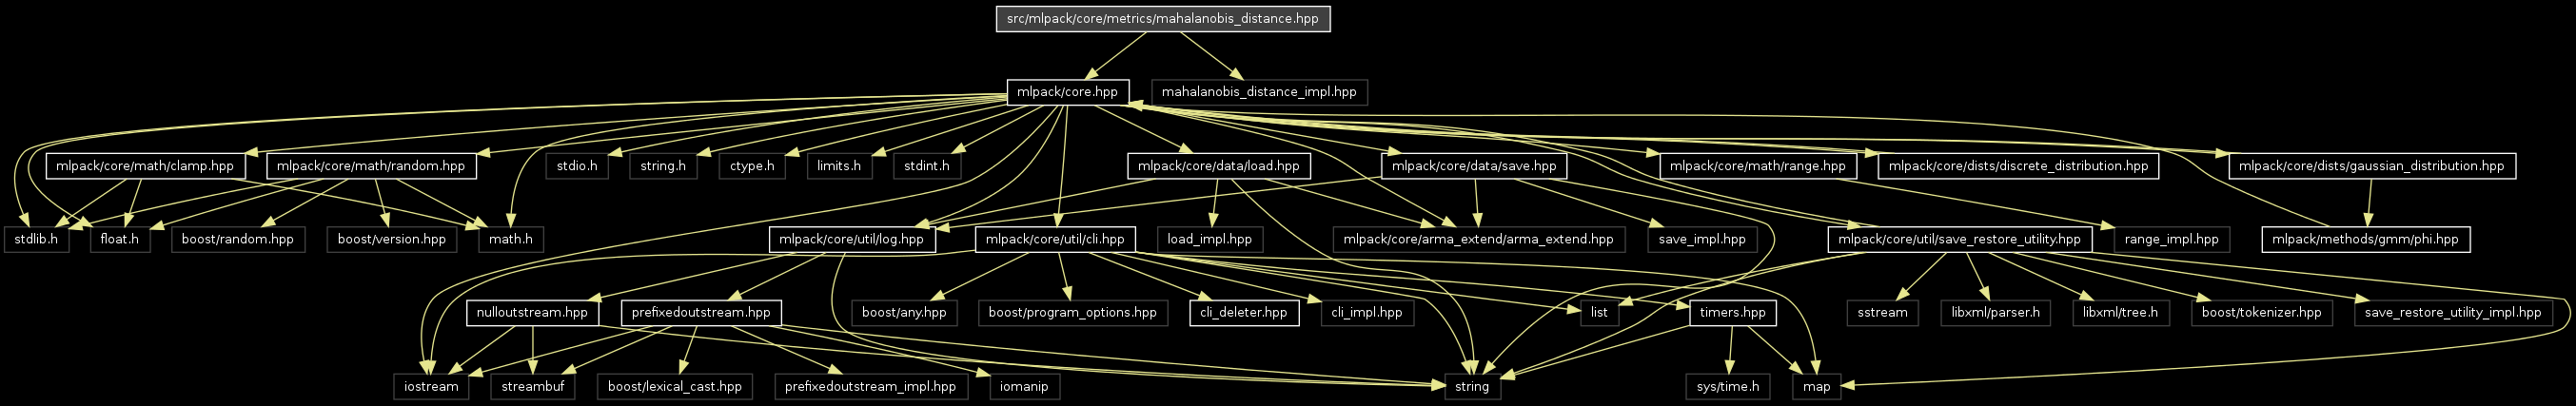 src/mlpack/core/metrics/mahalanobis_distance.hpp
mlpack/core.hpp
mahalanobis_distance_impl.hpp
mlpack/core/math/clamp.hpp
mlpack/core/math/random.hpp
stdio.h
string.h
ctype.h
limits.h
stdint.h
mlpack/core/data/load.hpp
mlpack/core/data/save.hpp
mlpack/core/math/range.hpp
mlpack/core/dists/discrete_distribution.hpp
mlpack/core/dists/gaussian_distribution.hpp
stdlib.h
float.h
boost/random.hpp
boost/version.hpp
math.h
mlpack/core/util/log.hpp
mlpack/core/util/cli.hpp
load_impl.hpp
mlpack/core/arma_extend/arma_extend.hpp
save_impl.hpp
mlpack/core/util/save_restore_utility.hpp
range_impl.hpp
mlpack/methods/gmm/phi.hpp
nulloutstream.hpp
prefixedoutstream.hpp
boost/any.hpp
boost/program_options.hpp
cli_deleter.hpp
cli_impl.hpp
list
timers.hpp
sstream
libxml/parser.h
libxml/tree.h
boost/tokenizer.hpp
save_restore_utility_impl.hpp
iostream
streambuf
boost/lexical_cast.hpp
prefixedoutstream_impl.hpp
iomanip
string
sys/time.h
map